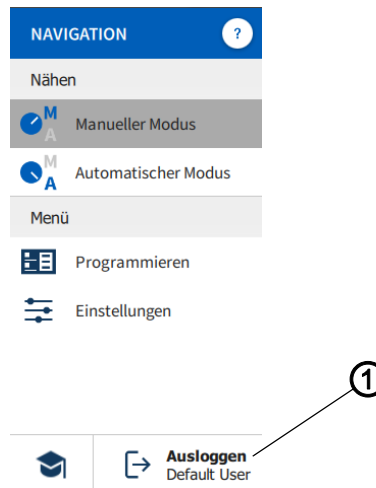 NAVIGATION ?
Nähen
M
A
Manueller Modus
M
A
Automatischer Modus
Menü
Programmieren
Einstellungen
1
Ausloggen
Default User